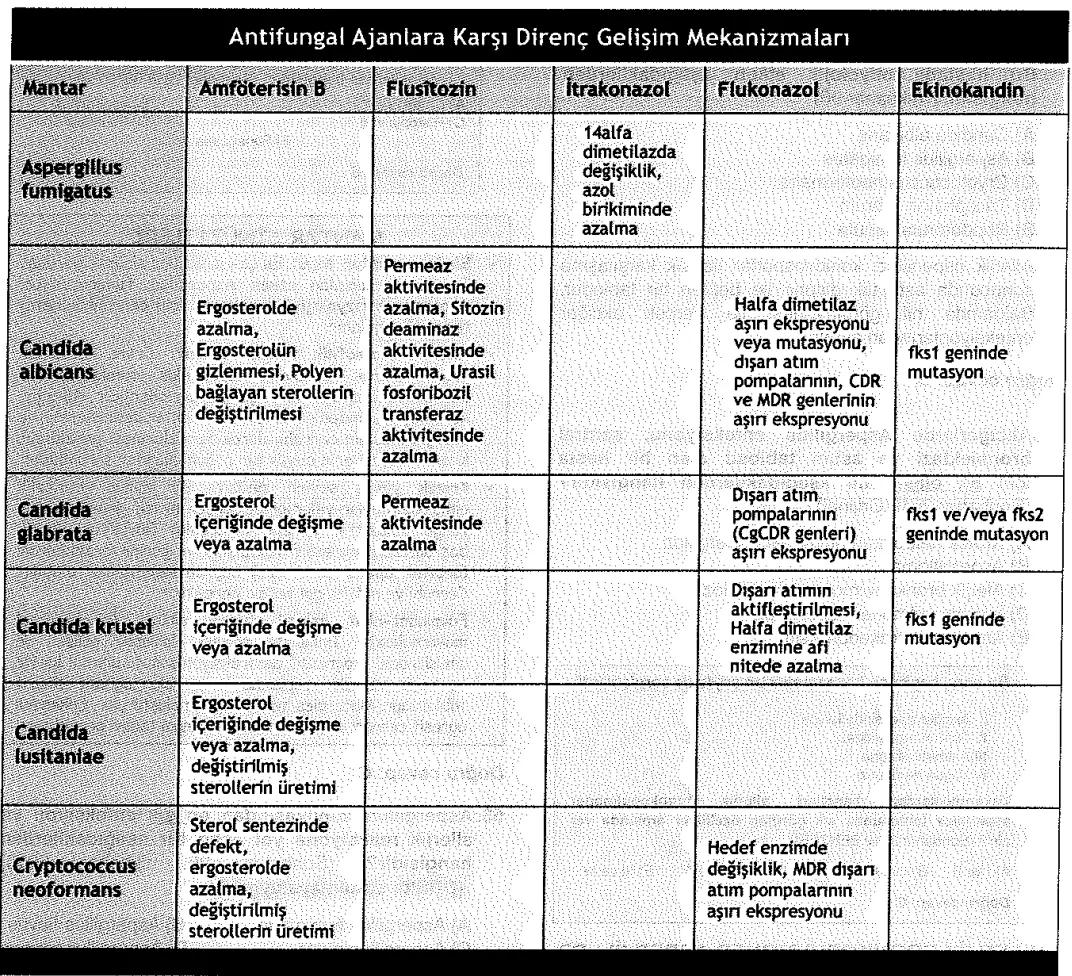 Antifungal Ajanlara Karşı Direnç Gelişim Mekanizmaları
Mantar
Amföterisin B
Flusitozin
İtrakonazol
Flukonazol
Ekinokandin
Aspergillus
fumigatus
14alfa
dimetilazda
değişiklik,
azol
birikiminde
azalma
Candida
albicans
Ergosterolde
azalma,
Ergosterolün
gizlenmesi, Polyen
bağlayan sterollerin
değiştirilmesi
Permeaz
aktivitesinde
azalma, Sitozin
deaminaz
aktivitesinde
azalma, Urasil
fosforibozil
transferaz
aktivitesinde
azalma
Halfa dimetilaz
aşırı ekspresyonu
veya mutasyonu,
dışarı atım
pompalarının, CDR
ve MDR genlerinin
aşırı ekspresyonu
fks1 geninde
mutasyon
Candida
glabrata
Ergosterol
içeriğinde değişme
veya azalma
Permeaz
aktivitesinde
azalma
Dışarı atım
pompalarının
(CgCDR genleri)
aşırı ekspresyonu
fks1 ve/veya fks2
geninde mutasyon
Candida krusei
Ergosterol
içeriğinde değişme
veya azalma
Dışarı atımın
aktifleştirilmesi,
Halfa dimetilaz
enzimine afi
nitede azalma
fks1 geninde
mutasyon
Candida
lusitaniae
Ergosterol
içeriğinde değişme
veya azalma,
değiştirilmiş
sterollerin üretimi
Cryptococcus
neoformans
Sterol sentezinde
defekt,
ergosterolde
azalma,
değiştirilmiş
sterollerin üretimi
Hedef enzimde
değişiklik, MDR dışarı
atım pompalarının
aşırı ekspresyonu